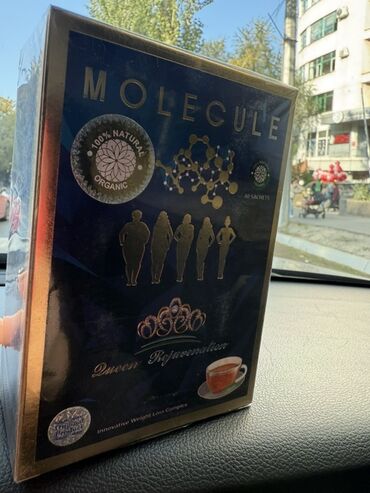 MOLECULE
100% NATURAL
ORGANIC
60 SACHETS
Queen Rejuvenation
Innovative Weight Loss Complex